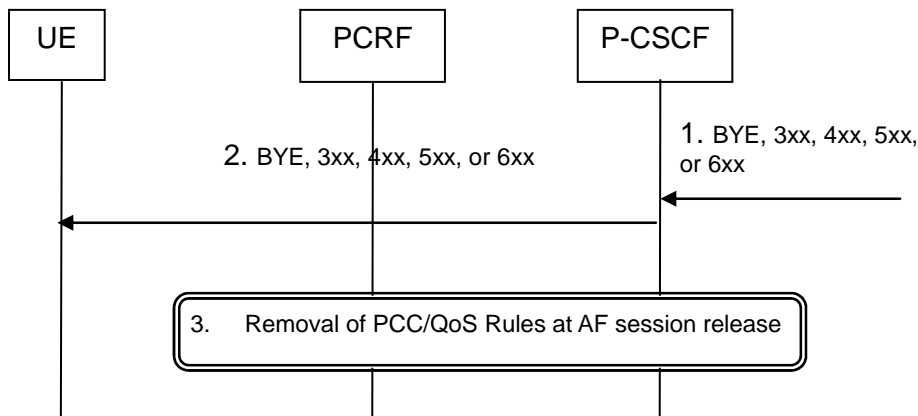 UE
PCRF
P-CSCF
1. BYE, 3xx, 4xx, 5xx,
or 6xx
2. BYE, 3xx, 4xx, 5xx, or 6xx
3. Removal of PCC/QoS Rules at AF session release